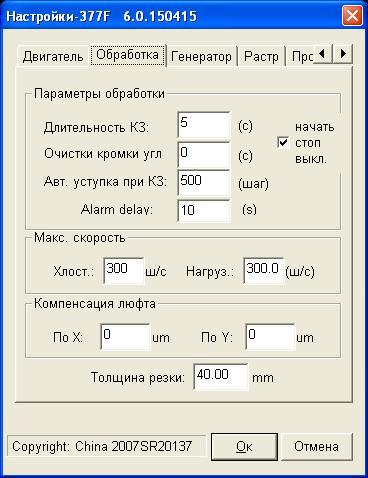 Настройки-377F 6.0.150415
Двигатель Обработка Генератор Растр Про
Параметры обработки
Длительность КЗ: 5 (с)
начать
стоп
выкл.
Очистки кромки угл 0 (с)
Авт. уступка при КЗ: 500 (шаг)
Alarm delay: 10 (s)
Макс. скорость
Хлост.: 300 ш/с Нагруз.: 300.0 (ш/с)
Компенсация люфта
По X: 0 um По Y: 0 um
Толщина резки: 40.00 mm
Copyright: China 2007SR20137 Ок Отмена